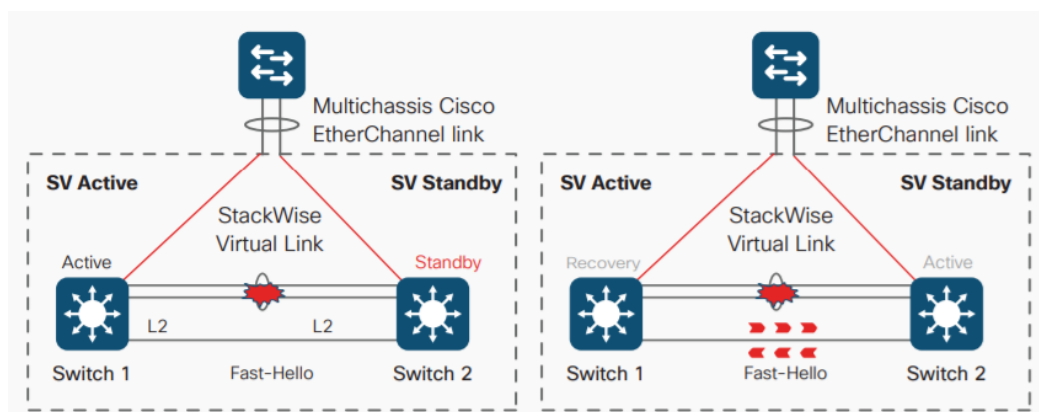 Multichassis Cisco
EtherChannel link
SV Active
SV Standby
StackWise
Virtual Link
Active
Standby
L2
L2
Switch 1
Fast-Hello
Switch 2
Multichassis Cisco
EtherChannel link
SV Active
SV Standby
StackWise
Virtual Link
Recovery
Active
Switch 1
Fast-Hello
Switch 2